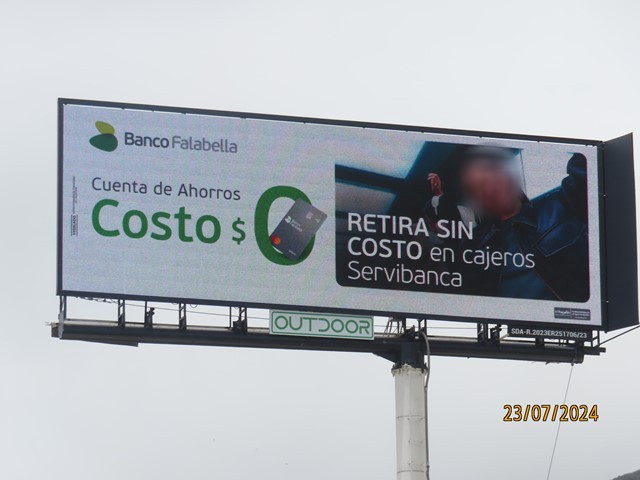 Banco Falabella
Cuenta de Ahorros
Costo $ 0
RETIRA SIN
COSTO en cajeros
Servibanca
OUTDOOR
SDA-R.2023ER251706/23
23/07/2024